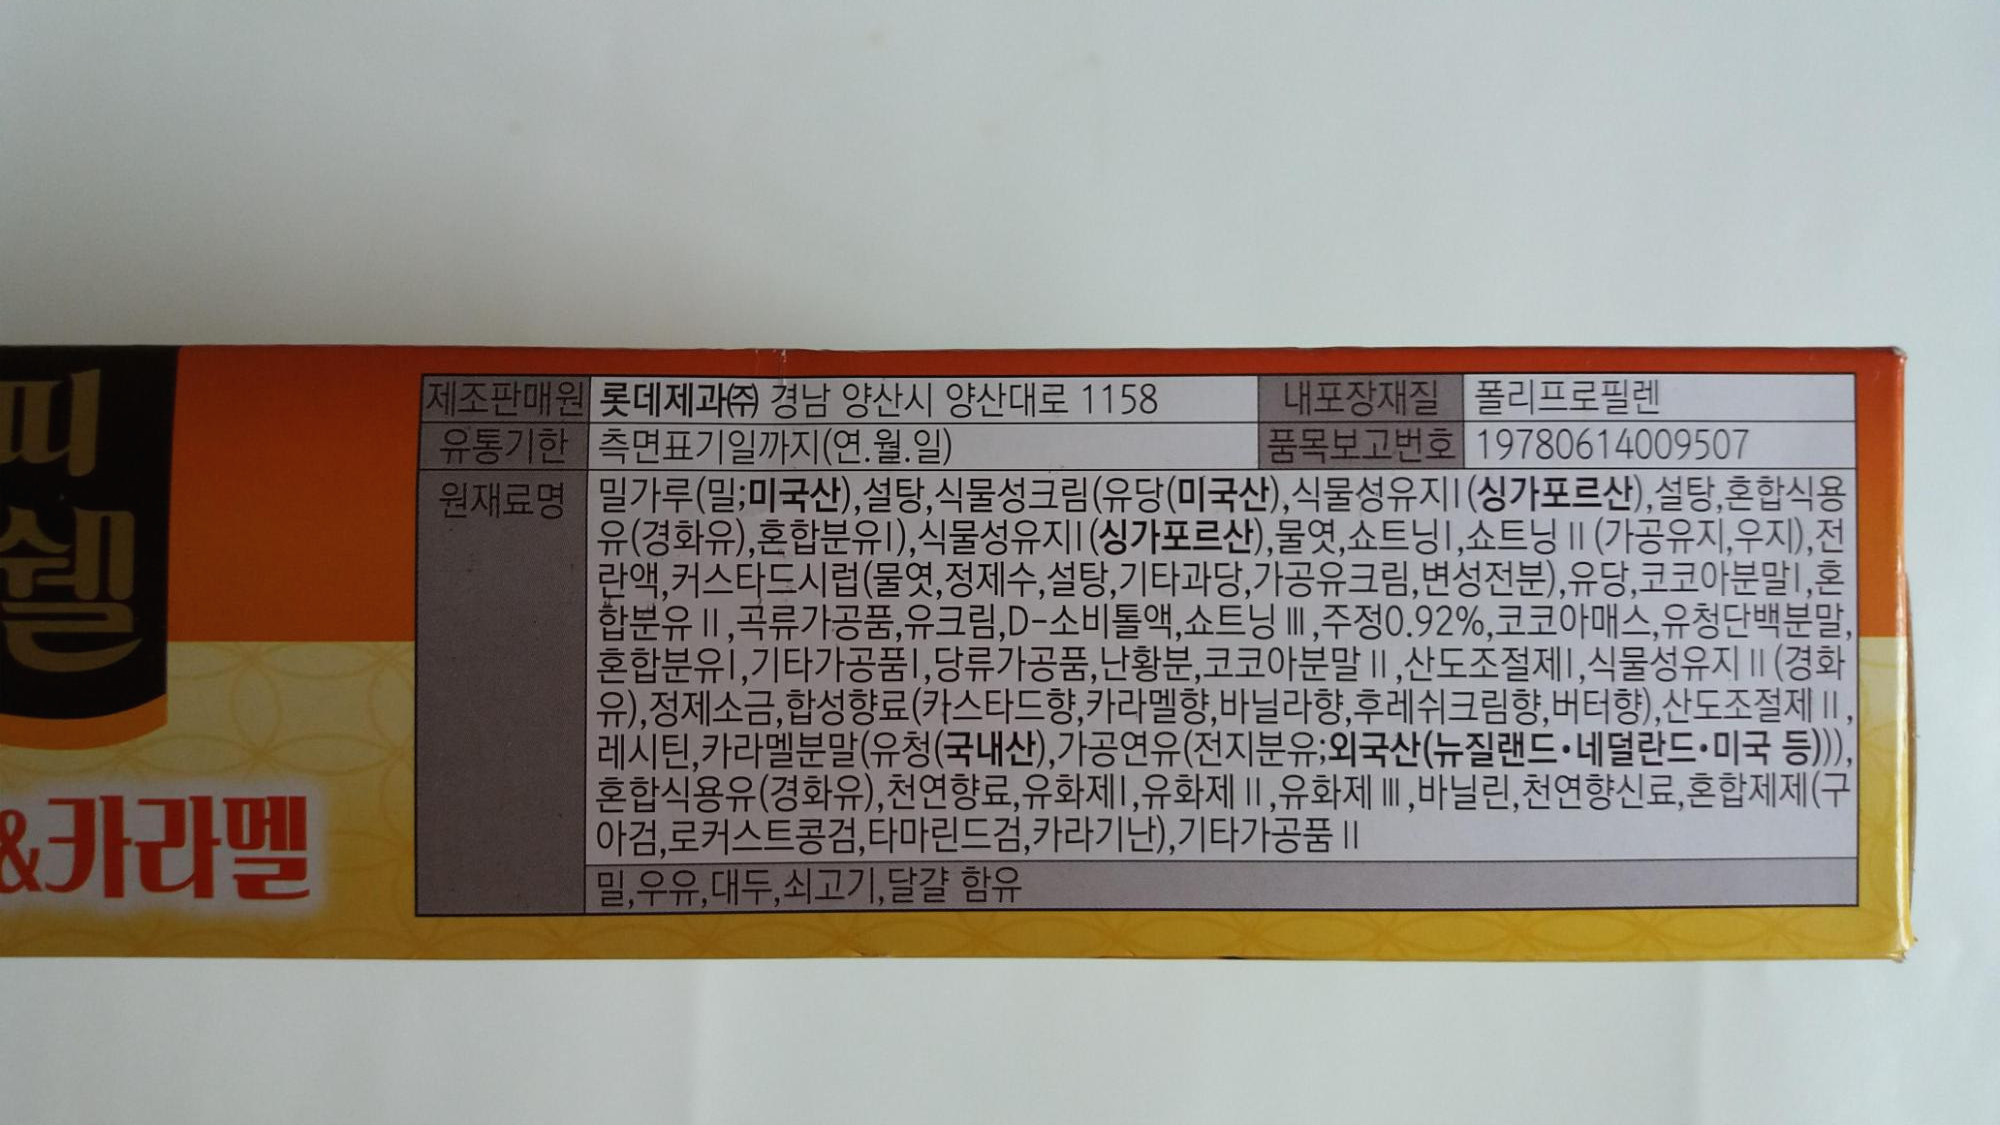 피
쉘
&카라멜
제조판매원 롯데제과㈜ 경남 양산시 양산대로 1158 내포장재질 폴리프로필렌
유통기한 측면표기일까지(연.월.일) 품목보고번호 19780614009507
원재료명 밀가루(밀;미국산),설탕,식물성크림(유당(미국산),식물성유지Ⅰ(싱가포르산),설탕,혼합식용
유(경화유),혼합분유Ⅰ),식물성유지Ⅰ(싱가포르산),물엿,쇼트닝Ⅰ,쇼트닝Ⅱ(가공유지,우지),전
란액,커스타드시럽(물엿,정제수,설탕,기타과당,가공유크림,변성전분),유당,코코아분말Ⅰ,혼
합분유Ⅱ,곡류가공품,유크림,D-소비톨액,쇼트닝Ⅲ,주정0.92%,코코아매스,유청단백분말,
혼합분유Ⅰ,기타가공품Ⅰ,당류가공품,난황분,코코아분말Ⅱ,산도조절제Ⅰ,식물성유지Ⅱ(경화
유),정제소금,합성향료(카스타드향,카라멜향,바닐라향,후레쉬크림향,버터향),산도조절제Ⅱ,
레시틴,카라멜분말(유청(국내산),가공연유(전지분유;외국산(뉴질랜드•네덜란드•미국 등))),
혼합식용유(경화유),천연향료,유화제Ⅰ,유화제Ⅱ,유화제Ⅲ,바닐린,천연향신료,혼합제제(구
아검,로커스트콩검,타마린드검,카라기난),기타가공품Ⅱ
밀,우유,대두,쇠고기,달걀 함유